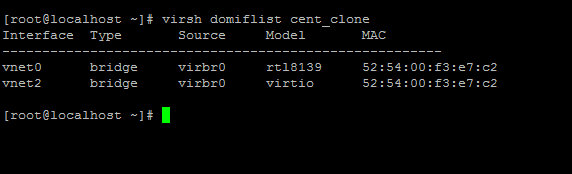 [root@localhost ~]# virsh domiflist cent_clone
Interface  Type       Source     Model       MAC
-------------------------------------------------------
vnet0      bridge     virbr0     rtl8139     52:54:00:f3:e7:c2
vnet2      bridge     virbr0     virtio      52:54:00:f3:e7:c2
[root@localhost ~]#